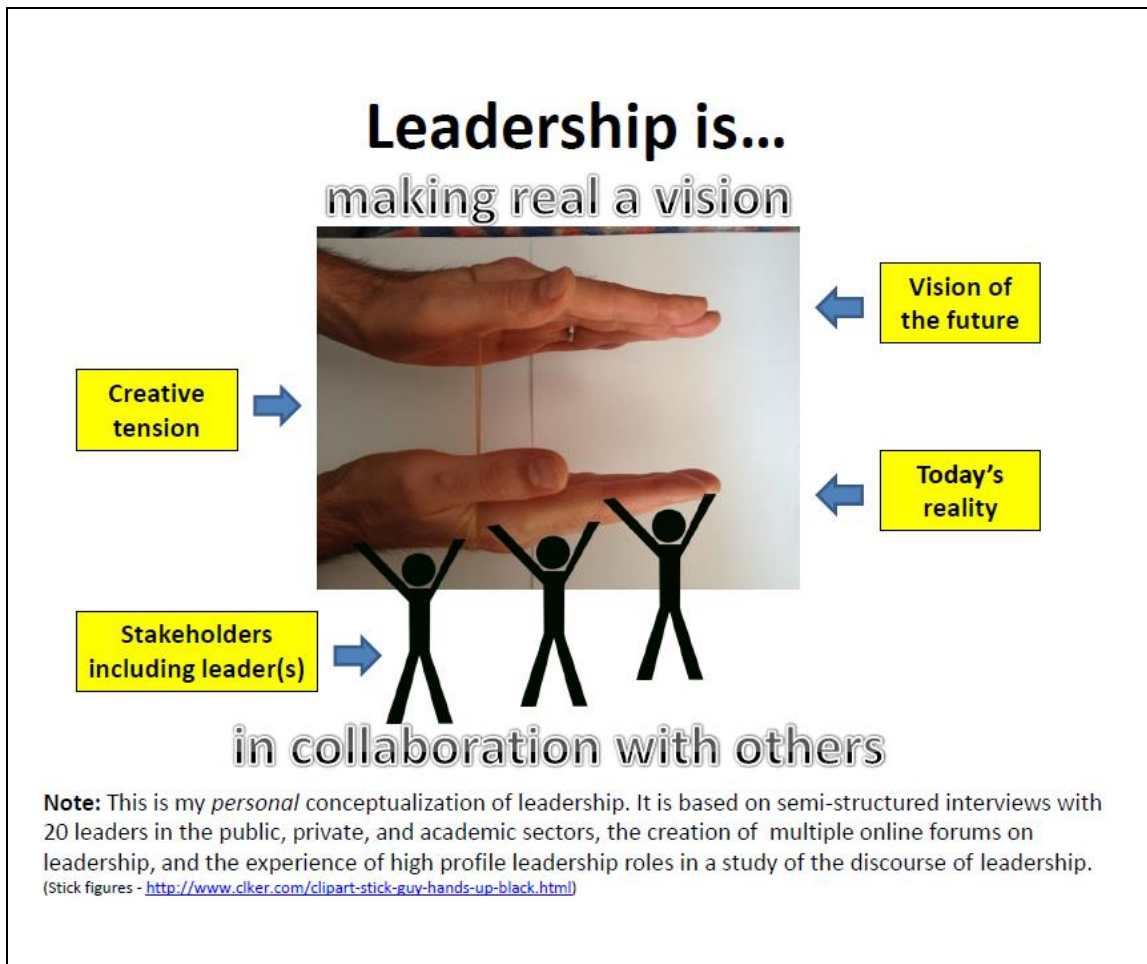 Leadership is...
making real a vision
Vision of
the future
Creative
tension
Today's
reality
Stakeholders
including leader(s)
in collaboration with others
Note: This is my personal conceptualization of leadership. It is based on semi-structured interviews with
20 leaders in the public, private, and academic sectors, the creation of  multiple online forums on
leadership, and the experience of high profile leadership roles in a study of the discourse of leadership.
(Stick figures - http://www.clker.com/clipart-stick-guy-hands-up-black.html)